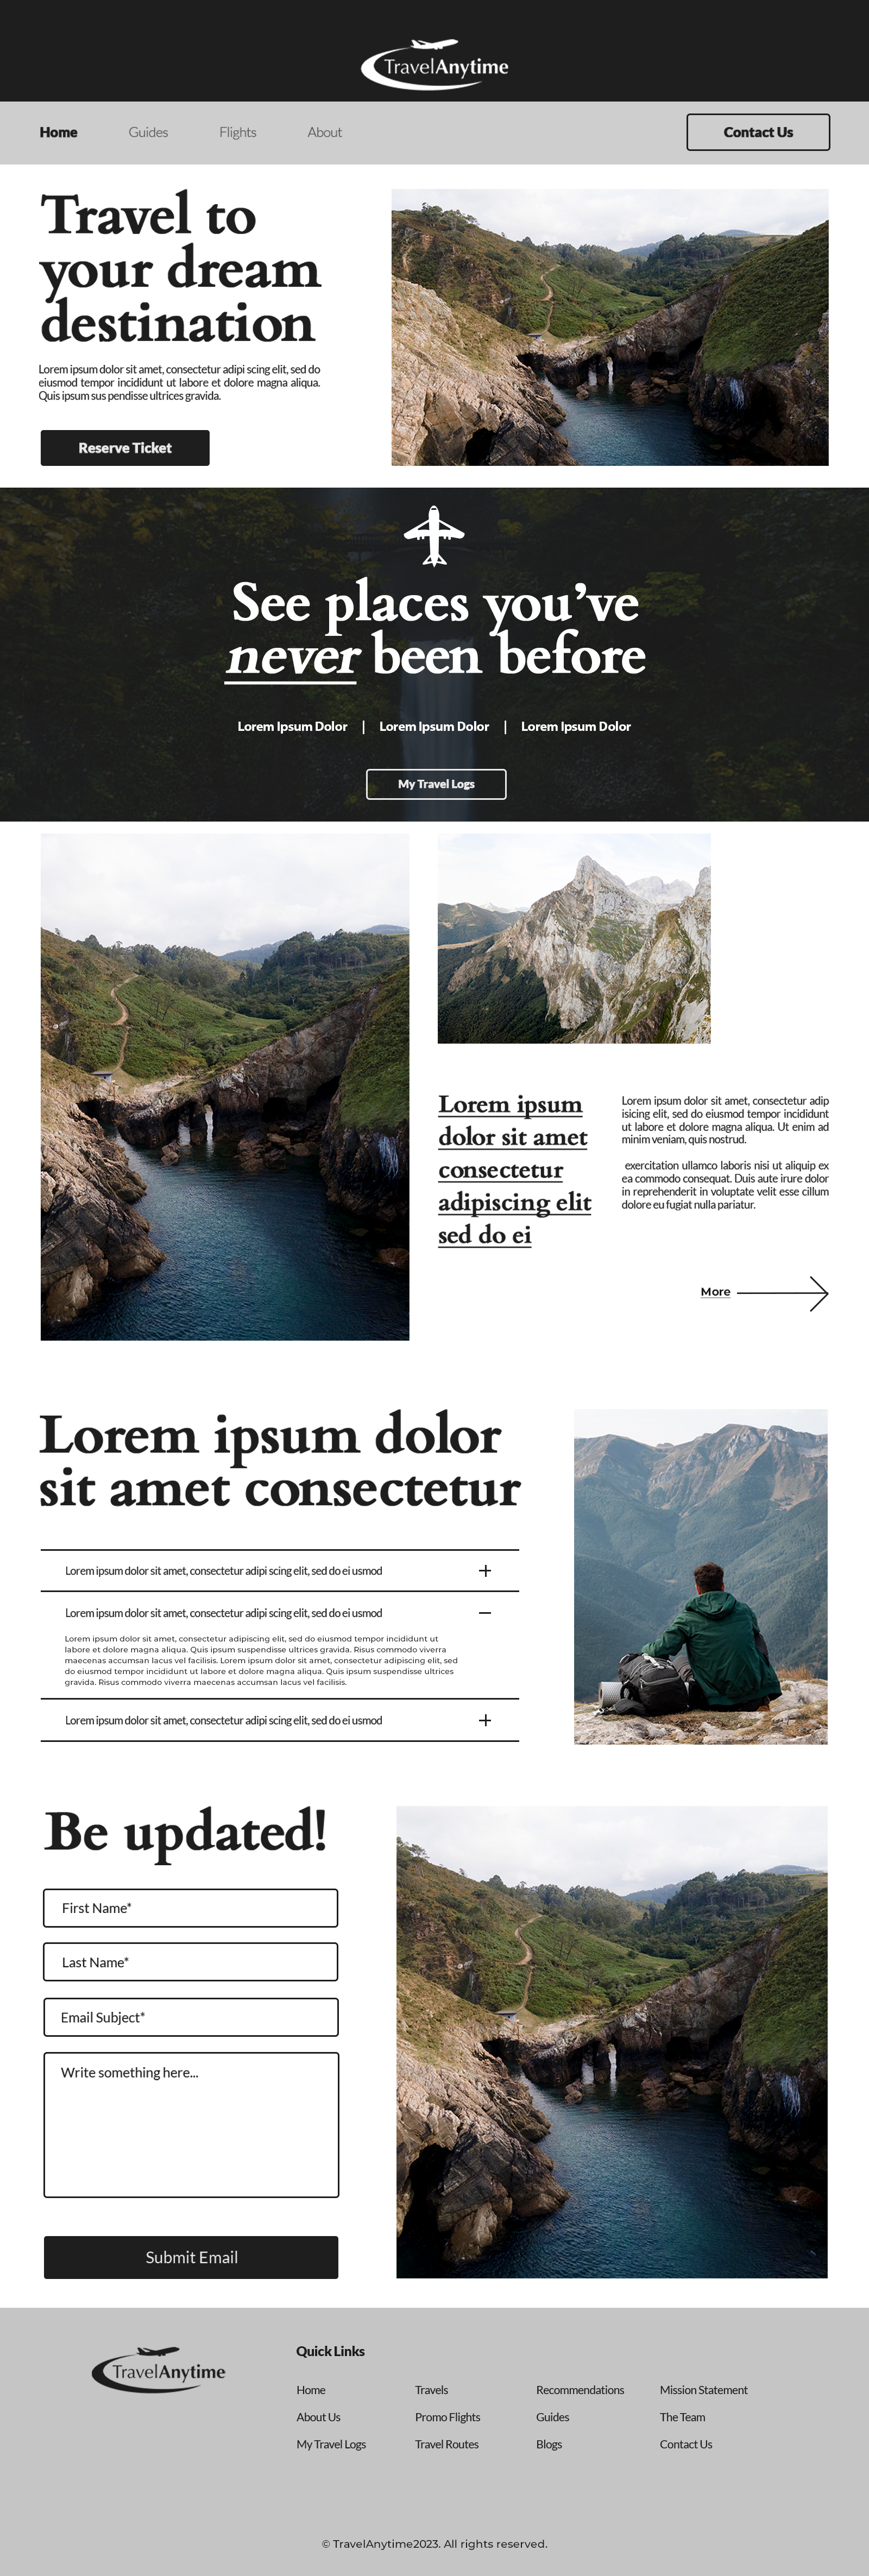 TravelAnytime
Home
Guides
Flights
About
Contact Us
Travel to
your dream
destination
Lorem ipsum dolor sit amet, consectetur adipi scing elit, sed do
eiusmod tempor incididunt ut labore et dolore magna aliqua.
Quis ipsum sus pendisse ultrices gravida.
Reserve Ticket
See places you’ve
never been before
Lorem Ipsum Dolor | Lorem Ipsum Dolor | Lorem Ipsum Dolor
My Travel Logs
Lorem ipsum
dolor sit amet
consectetur
adipiscing elit
sed do ei
Lorem ipsum dolor sit amet, consectetur adip
isicing elit, sed do eiusmod tempor incididunt
ut labore et dolore magna aliqua. Ut enim ad
minim veniam, quis nostrud.
exercitation ullamco laboris nisi ut aliquip ex
ea commodo consequat. Duis aute irure dolor
in reprehenderit in voluptate velit esse cillum
dolore eu fugiat nulla pariatur.
More
Lorem ipsum dolor
sit amet consectetur
Lorem ipsum dolor sit amet, consectetur adipi scing elit, sed do ei usmod
Lorem ipsum dolor sit amet, consectetur adipi scing elit, sed do ei usmod
Lorem ipsum dolor sit amet, consectetur adipiscing elit, sed do eiusmod tempor incididunt ut
labore et dolore magna aliqua. Quis ipsum suspendisse ultrices gravida. Risus commodo viverra
maecenas accumsan lacus vel facilisis. Lorem ipsum dolor sit amet, consectetur adipiscing elit, sed
do eiusmod tempor incididunt ut labore et dolore magna aliqua. Quis ipsum suspendisse ultrices
gravida. Risus commodo viverra maecenas accumsan lacus vel facilisis.
Lorem ipsum dolor sit amet, consectetur adipi scing elit, sed do ei usmod
Be updated!
First Name*
Last Name*
Email Subject*
Write something here...
Submit Email
TravelAnytime
Quick Links
Home
About Us
My Travel Logs
Travels
Promo Flights
Travel Routes
Recommendations
Guides
Blogs
Mission Statement
The Team
Contact Us
© TravelAnytime2023. All rights reserved.